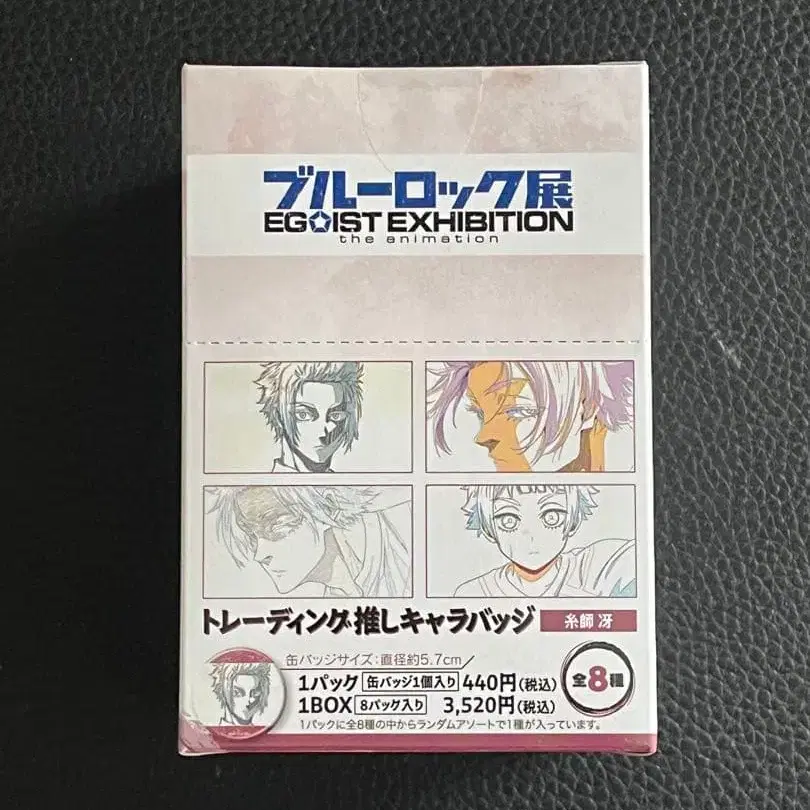 ブルーロック展
EGOIST EXHIBITION
the animation
トレーディング推しキャラバッジ 糸師 冴
缶バッジサイズ:直径約5.7cm
1パック 缶バッジ1個入り 440円(税込)
1BOX 8パック入り 3,520円(税込)
全8種
1パックに全8種の中からランダムアソートで1種が入っています。